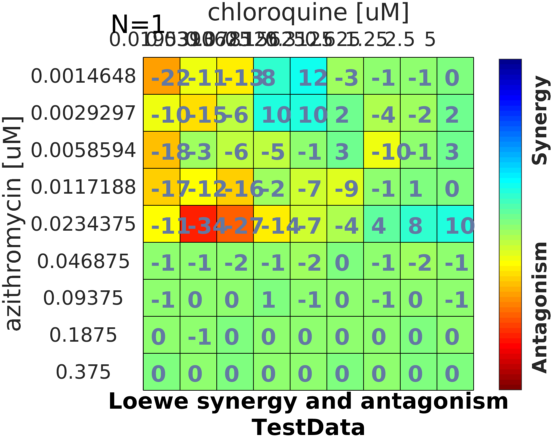 chloroquine [uM]
N=1
5
0.0014648 -22 -11 -13 8 12 -3 -1 -1 0
0.0029297 -10 -15 -6 10 10 2 -4 -2 2
0.0058594 -18 -3 -6 -5 -1 3 -10 -1 3
0.0117188 -17 -12 -16 -2 -7 -9 -1 1 0
0.0234375 -11 -34 -27 -14 -7 -4 4 8 10
0.046875 -1 -1 -2 -1 -2 0 -1 -2 -1
0.09375 -1 0 0 1 -1 0 -1 0 -1
0.1875 0 -1 0 0 0 0 0 0 0
0.375 0 0 0 0 0 0 0 0 0
azithromycin [uM]
Synergy
Antagonism
Loewe synergy and antagonism
TestData